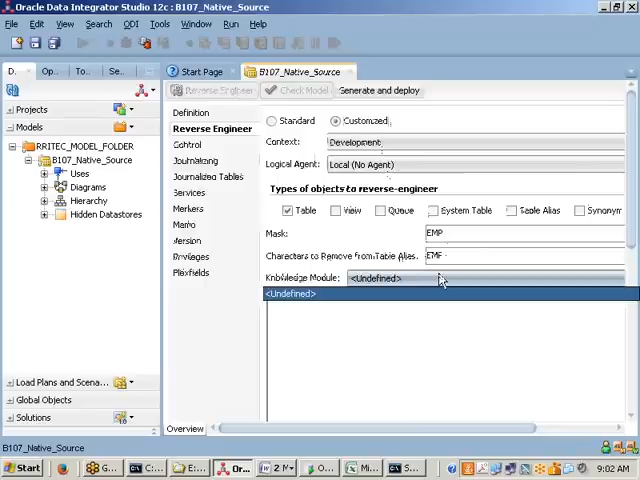 Oracle Data Integrator Studio 12c : B107_Native_Source
File Edit View Search ODI Tools Window Run Help
D.. Op... To... Se...
Start Page
B107_Native_Source
Reverse Engineer Check Model Generate and deploy
Projects
Models
RRITEC_MODEL_FOLDER
B107_Native_Source
Uses
Diagrams
Hierarchy
Hidden Datastores
Load Plans and Scena...
Global Objects
Solutions
Definition
Reverse Engineer
Control
Journalizing
Journalized Tables
Services
Markers
Memo
Version
Privileges
Flexfields
Standard Customized
Context: Development
Logical Agent: Local (No Agent)
Types of objects to reverse-engineer
Table View Queue System Table Table Alias Synonym
Mask: EMP
Characters to Remove from Table Alias:
Knowledge Module: <Undefined>
<Undefined>
Overview
B107_Native_Source
Start G... C:... E:... Or... 2 M O... Mi... S... 9:02 AM